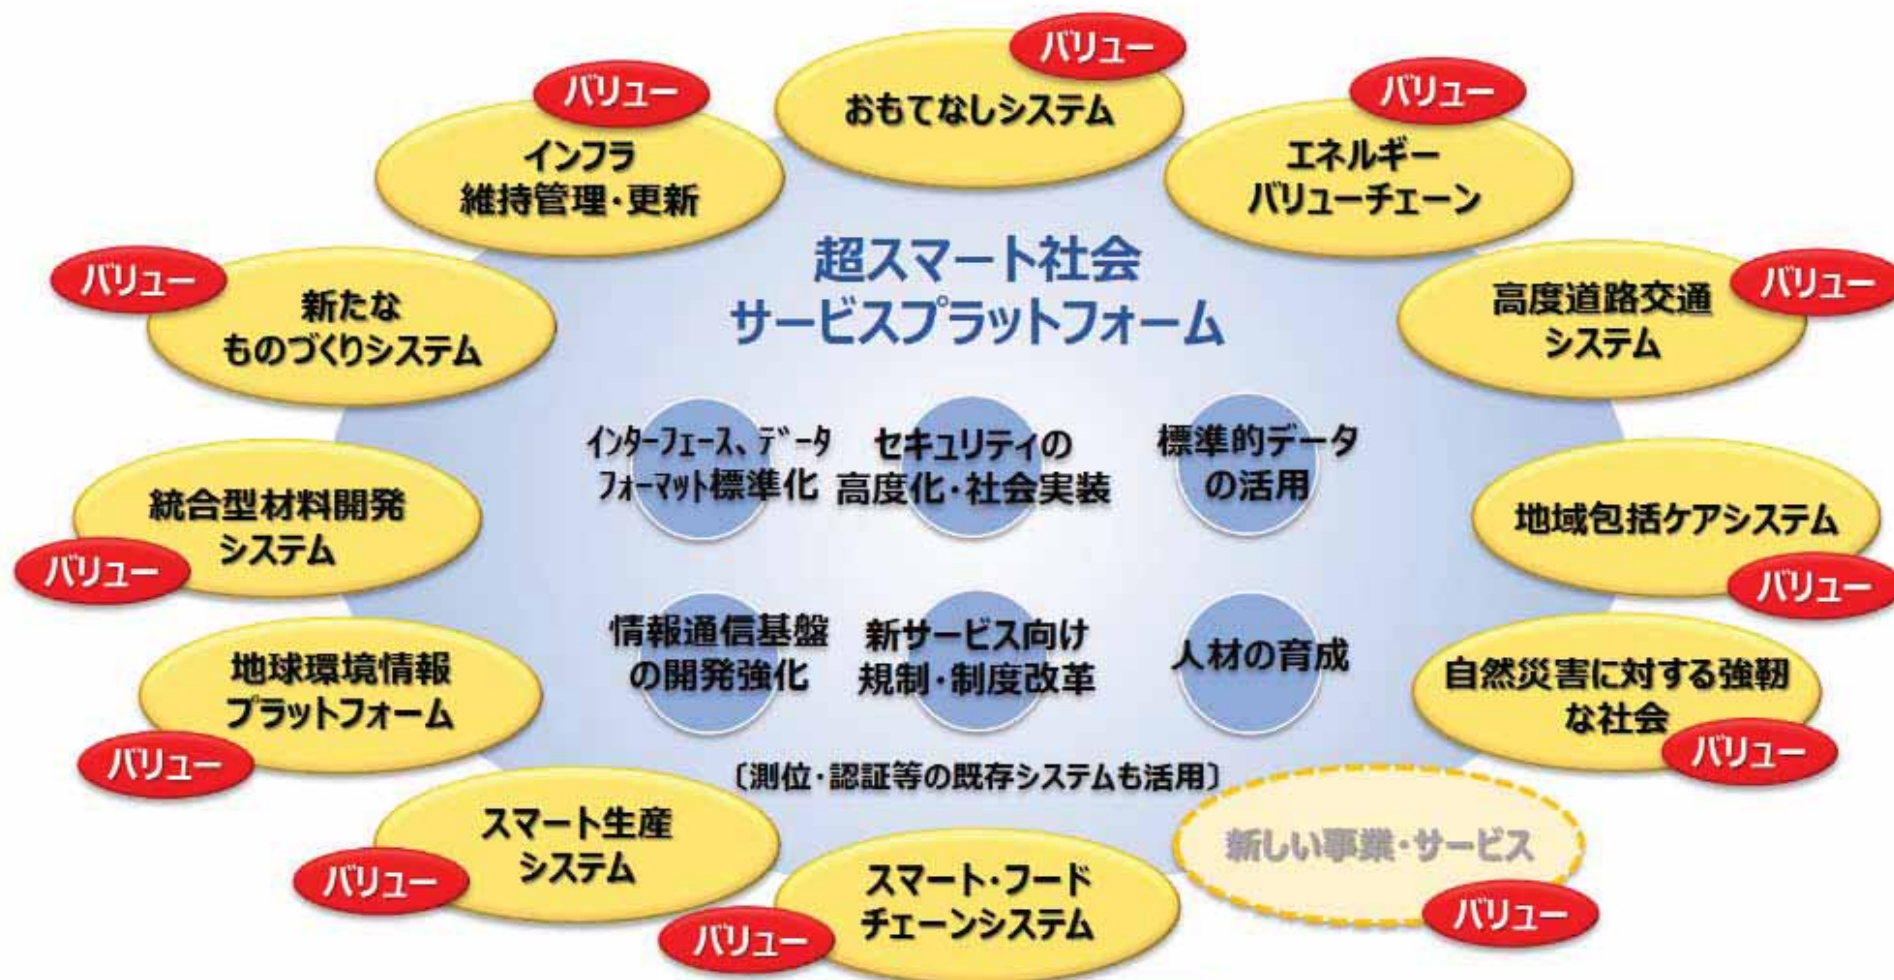 バリュー
おもてなしシステム
バリュー
インフラ
維持管理・更新
バリュー
エネルギー
バリューチェーン
バリュー
新たな
ものづくりシステム
超スマート社会
サービスプラットフォーム
バリュー
高度道路交通
システム
インターフェース、データ
フォーマット標準化
セキュリティの
高度化・社会実装
標準的データ
の活用
統合型材料開発
システム
バリュー
地域包括ケアシステム
バリュー
情報通信基盤
の開発強化
新サービス向け
規制・制度改革
人材の育成
地球環境情報
プラットフォーム
バリュー
自然災害に対する強靭
な社会
バリュー
〔測位・認証等の既存システムも活用〕
スマート生産
システム
バリュー
スマート・フード
チェーンシステム
バリュー
新しい事業・サービス
バリュー